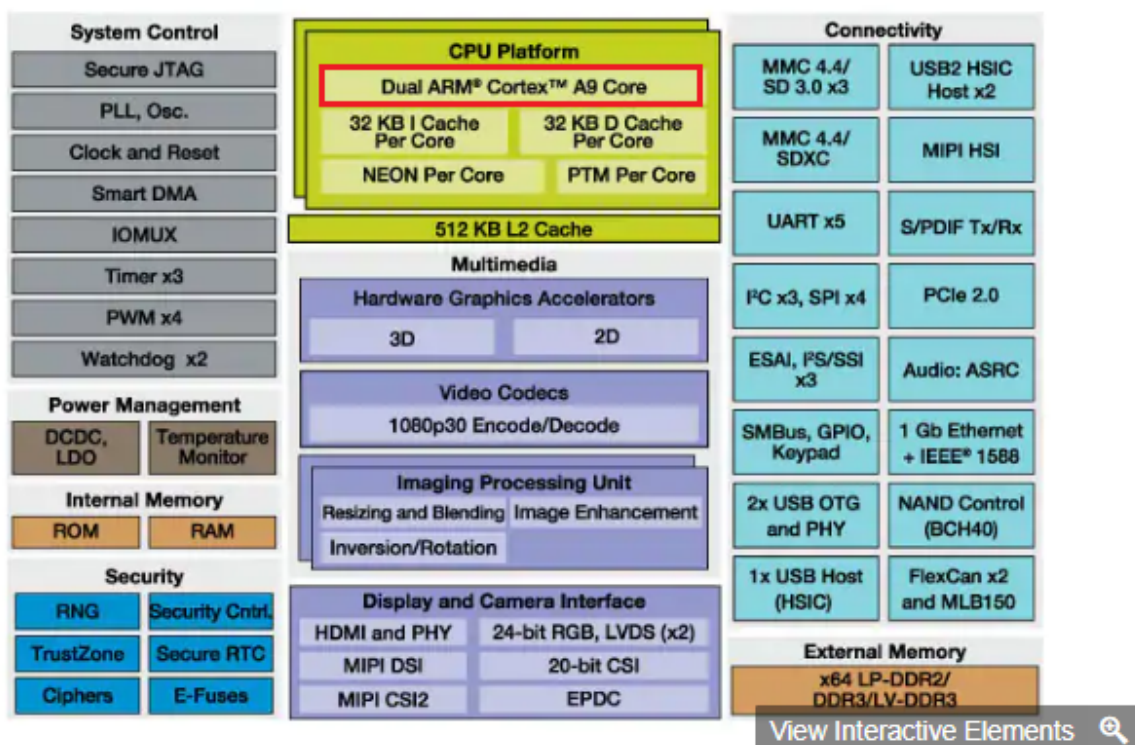 System Control
Secure JTAG
PLL, Osc.
Clock and Reset
Smart DMA
IOMUX
Timer x3
PWM x4
Watchdog x2
Power Management
DCDC,
LDO
Temperature
Monitor
Internal Memory
ROM
RAM
Security
RNG
Security Cntrl.
TrustZone
Secure RTC
Ciphers
E-Fuses
CPU Platform
Dual ARM® Cortex™ A9 Core
32 KB I Cache
Per Core
32 KB D Cache
Per Core
NEON Per Core
PTM Per Core
512 KB L2 Cache
Multimedia
Hardware Graphics Accelerators
3D
2D
Video Codecs
1080p30 Encode/Decode
Imaging Processing Unit
Resizing and Blending
Image Enhancement
Inversion/Rotation
Display and Camera Interface
HDMI and PHY
24-bit RGB, LVDS (x2)
MIPI DSI
20-bit CSI
MIPI CSI2
EPDC
Connectivity
MMC 4.4/
SD 3.0 x3
USB2 HSIC
Host x2
MMC 4.4/
SDXC
MIPI HSI
UART x5
S/PDIF Tx/Rx
I²C x3, SPI x4
PCIe 2.0
ESAI, I²S/SSI
x3
Audio: ASRC
SMBus, GPIO,
Keypad
1 Gb Ethernet
+ IEEE® 1588
2x USB OTG
and PHY
NAND Control
(BCH40)
1x USB Host
(HSIC)
FlexCan x2
and MLB150
External Memory
x64 LP-DDR2/
DDR3/LV-DDR3
View Interactive Elements